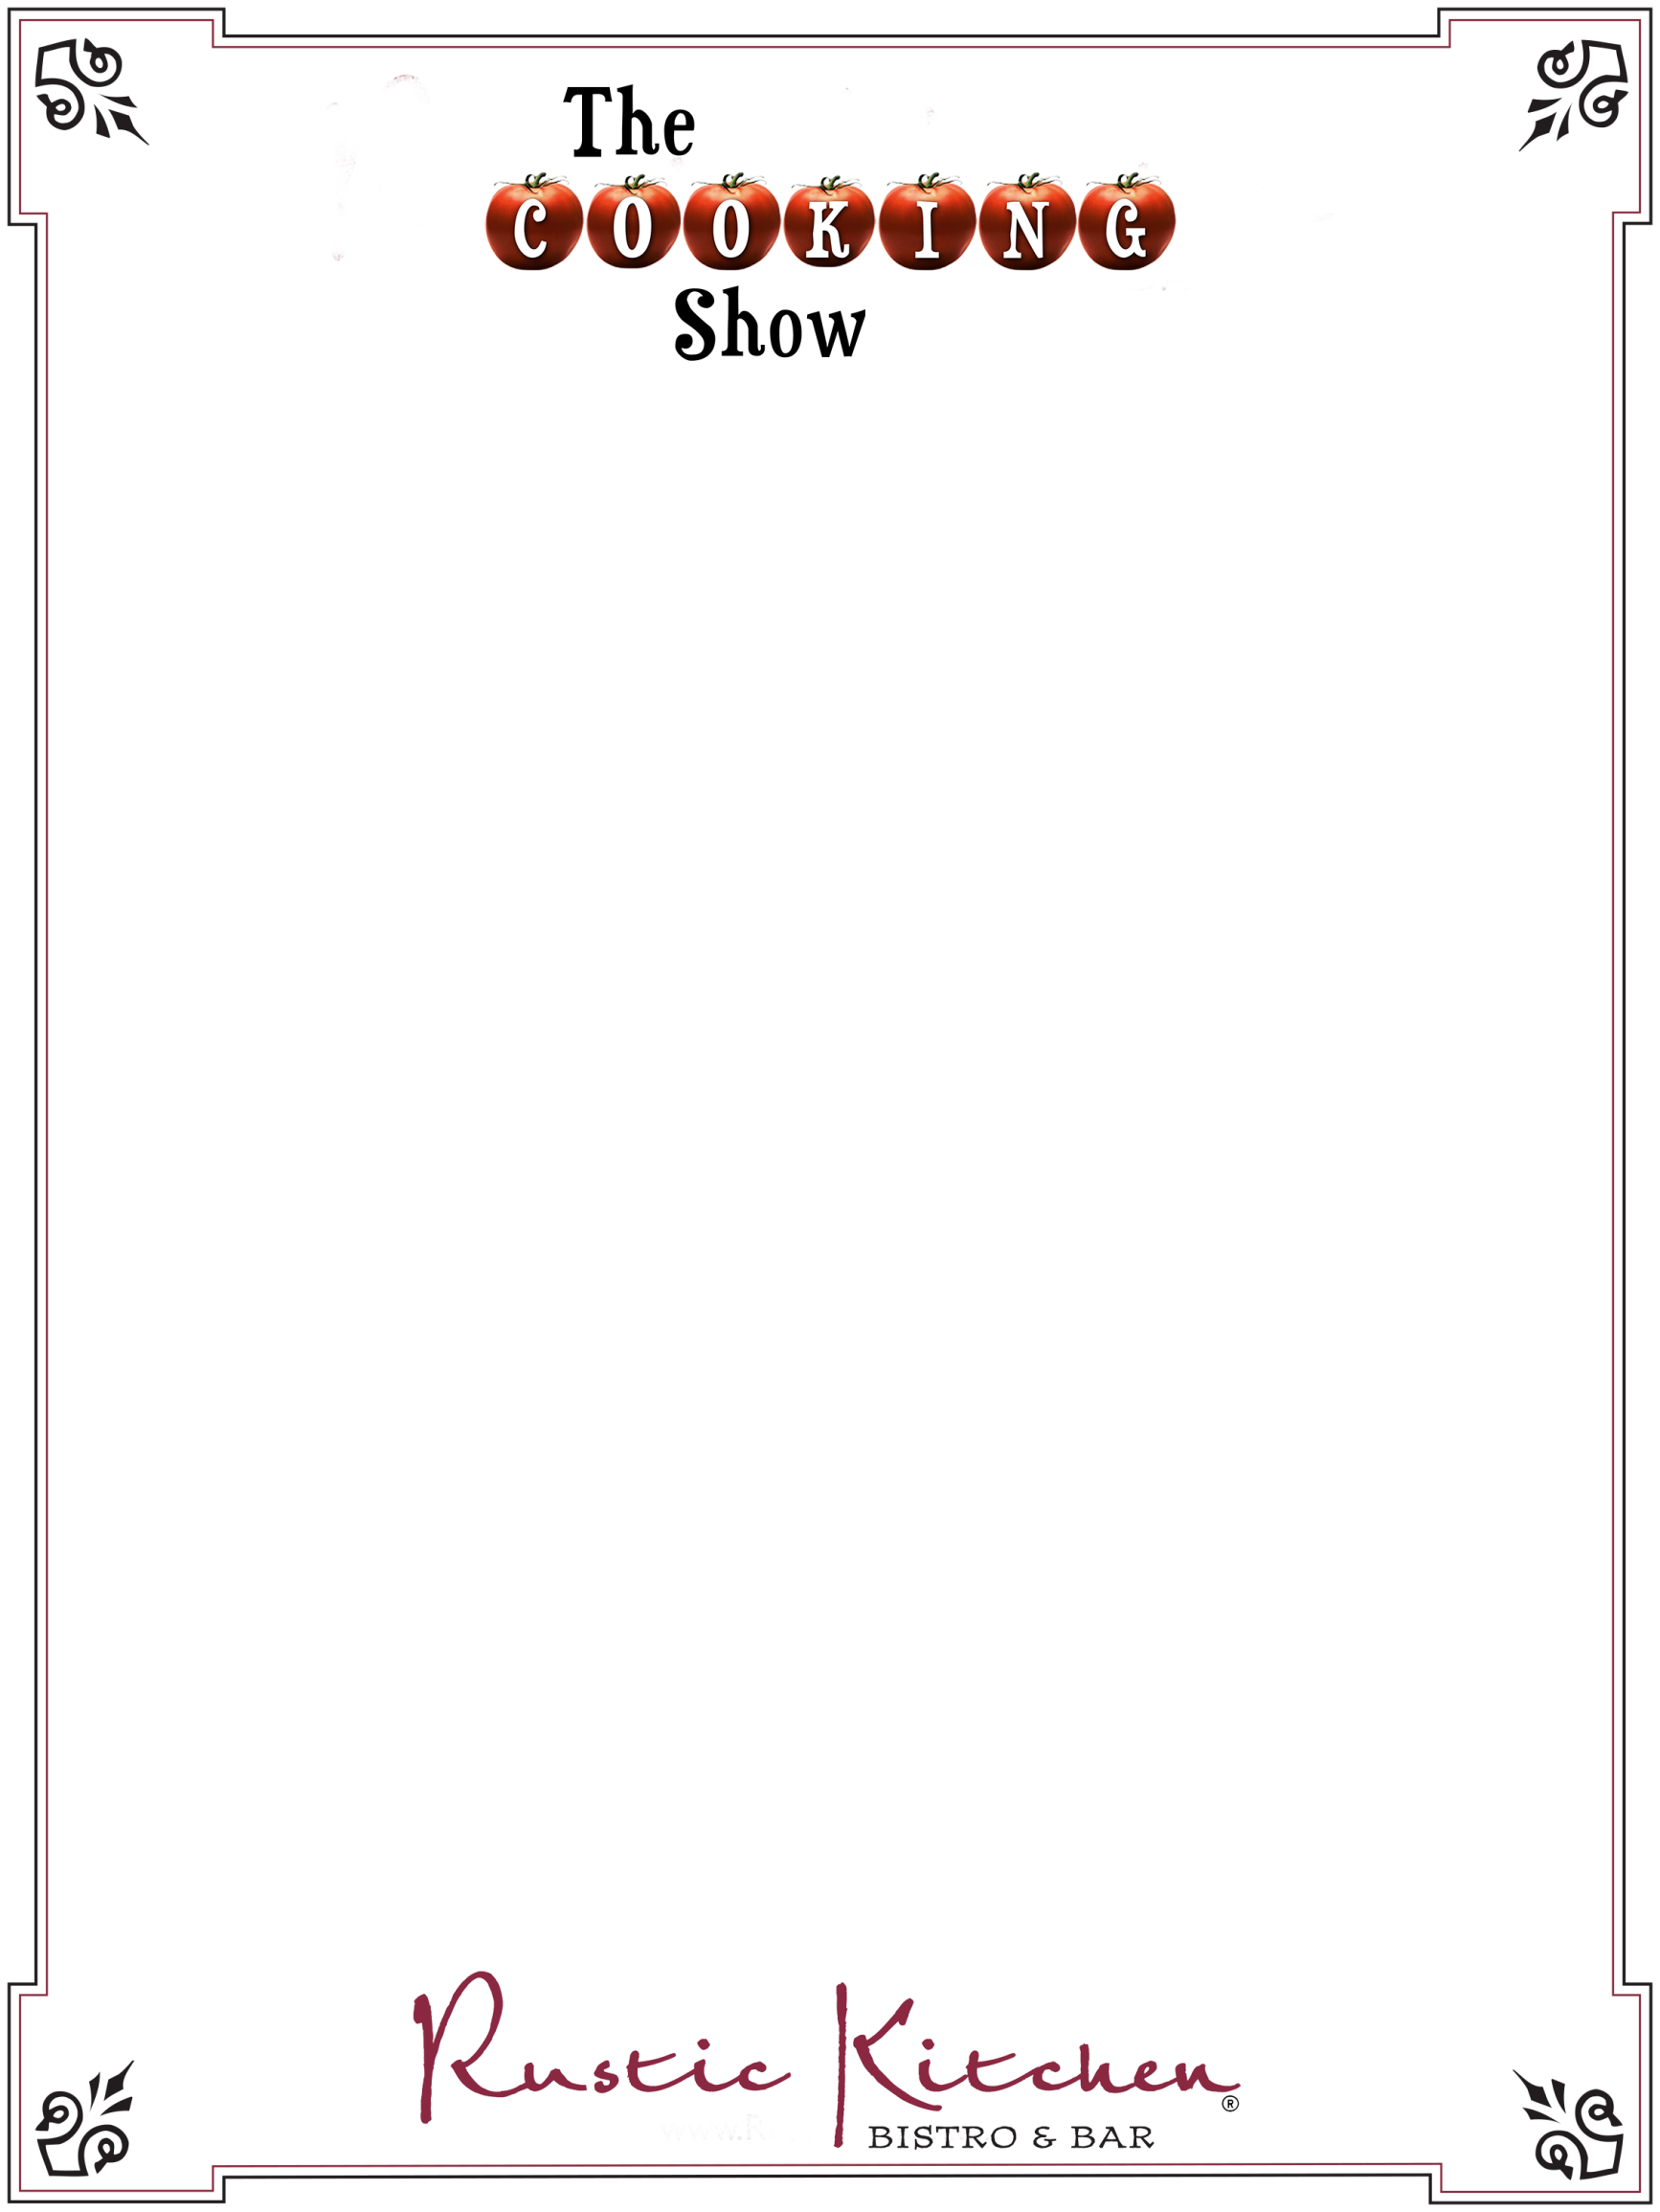 The
COOKING
Show
Rustic Kitchen®
BISTRO & BAR